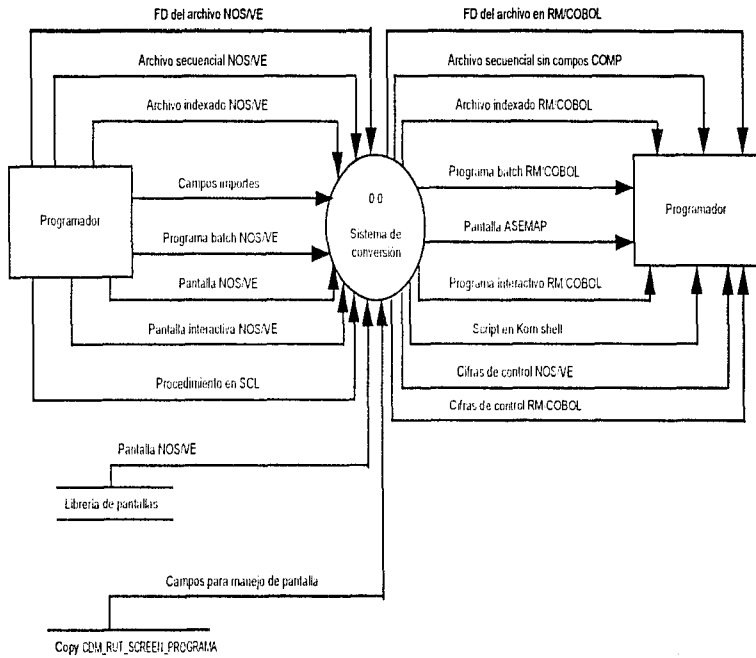 FD del archivo NOS/VE
FD del archivo en RM/COBOL
Archivo secuencial NOS/VE
Archivo secuencial sin campos COMP
Archivo indexado NOS/VE
Archivo indexado RM/COBOL
Programador
Campos importes
Programa batch NOS/VE
Pantalla NOS/VE
Pantalla interactiva NOS/VE
Procedimiento en SCL
0.0
Sistema de
conversión
Programa batch RM/COBOL
Pantalla ASEMAP
Programa interactivo RM COBOL
Script en Korn shell
Cifras de control NOS/VE
Cifras de control RM/COBOL
Programador
Pantalla NOS/VE
Libreria de pantallas
Campos para manejo de pantalla
Copy CDM_RUT_SCREEN_PROGRAMA